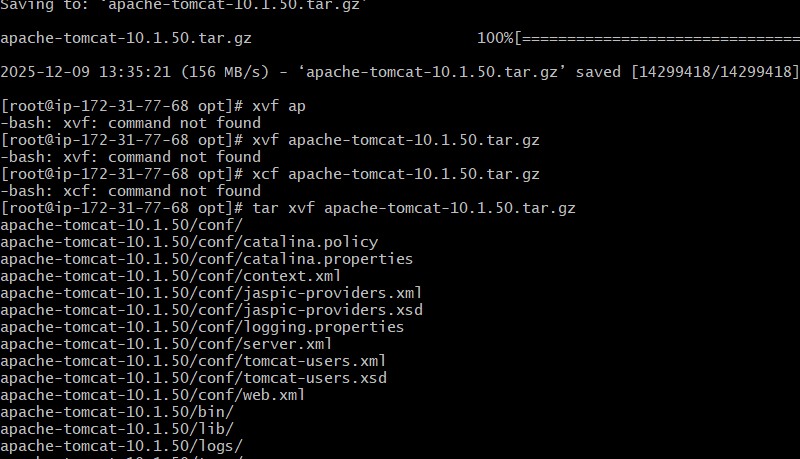 Saving to: ‘apache-tomcat-10.1.50.tar.gz’
apache-tomcat-10.1.50.tar.gz 100%[===============================
2025-12-09 13:35:21 (156 MB/s) - ‘apache-tomcat-10.1.50.tar.gz’ saved [14299418/14299418]
[root@ip-172-31-77-68 opt]# xvf ap
-bash: xvf: command not found
[root@ip-172-31-77-68 opt]# xvf apache-tomcat-10.1.50.tar.gz
-bash: xvf: command not found
[root@ip-172-31-77-68 opt]# xcf apache-tomcat-10.1.50.tar.gz
-bash: xcf: command not found
[root@ip-172-31-77-68 opt]# tar xvf apache-tomcat-10.1.50.tar.gz
apache-tomcat-10.1.50/conf/
apache-tomcat-10.1.50/conf/catalina.policy
apache-tomcat-10.1.50/conf/catalina.properties
apache-tomcat-10.1.50/conf/context.xml
apache-tomcat-10.1.50/conf/jaspic-providers.xml
apache-tomcat-10.1.50/conf/jaspic-providers.xsd
apache-tomcat-10.1.50/conf/logging.properties
apache-tomcat-10.1.50/conf/server.xml
apache-tomcat-10.1.50/conf/tomcat-users.xml
apache-tomcat-10.1.50/conf/tomcat-users.xsd
apache-tomcat-10.1.50/conf/web.xml
apache-tomcat-10.1.50/bin/
apache-tomcat-10.1.50/lib/
apache-tomcat-10.1.50/logs/